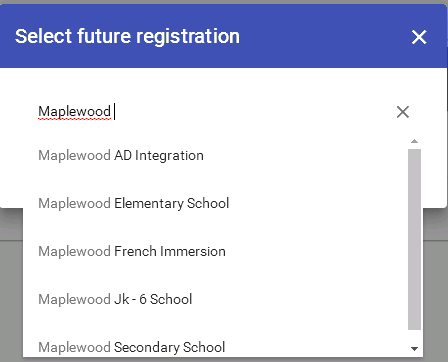 Select future registration
Maplewood
Maplewood AD Integration
Maplewood Elementary School
Maplewood French Immersion
Maplewood Jk - 6 School
Maplewood Secondary School